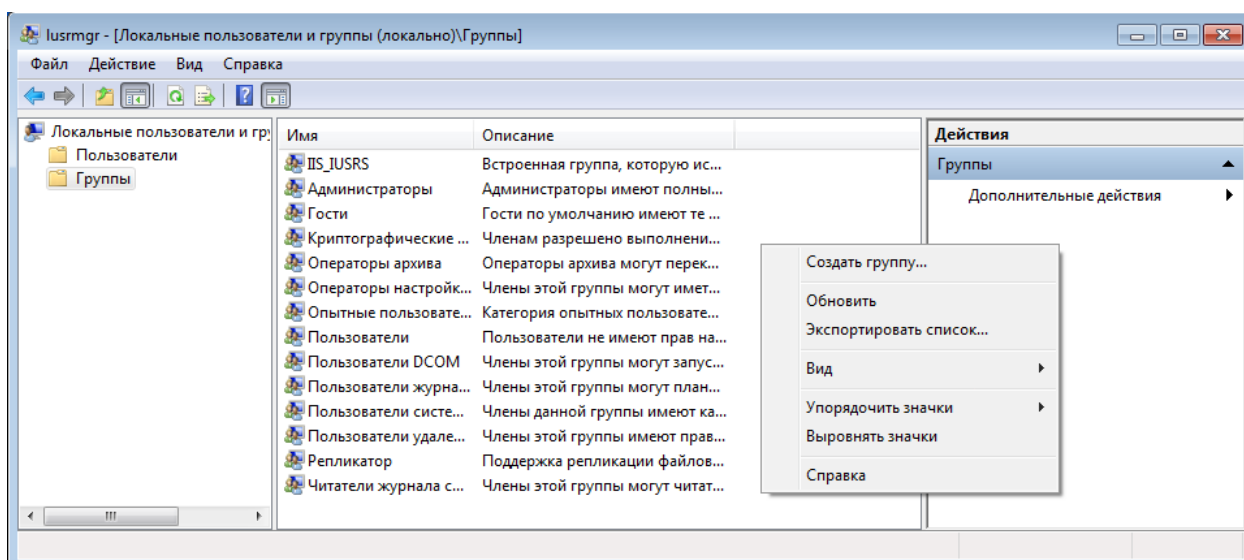 lusrmgr - [Локальные пользователи и группы (локально)\Группы]
Файл Действие Вид Справка
Локальные пользователи и гру
Пользователи
Группы
Имя Описание
IIS_IUSRS Встроенная группа, которую ис...
Администраторы Администраторы имеют полны...
Гости Гости по умолчанию имеют те ...
Криптографические ... Членам разрешено выполнени...
Операторы архива Операторы архива могут перек...
Операторы настройк... Члены этой группы могут имет...
Опытные пользовате... Категория опытных пользовате...
Пользователи Пользователи не имеют прав на...
Пользователи DCOM Члены этой группы могут запус...
Пользователи журна... Члены этой группы могут план...
Пользователи систе... Члены данной группы имеют ка...
Пользователи удале... Члены этой группы имеют прав...
Репликатор Поддержка репликации файлов...
Читатели журнала с... Члены этой группы могут читат...
Создать группу...
Обновить
Экспортировать список...
Вид
Упорядочить значки
Выровнять значки
Справка
Действия
Группы
Дополнительные действия